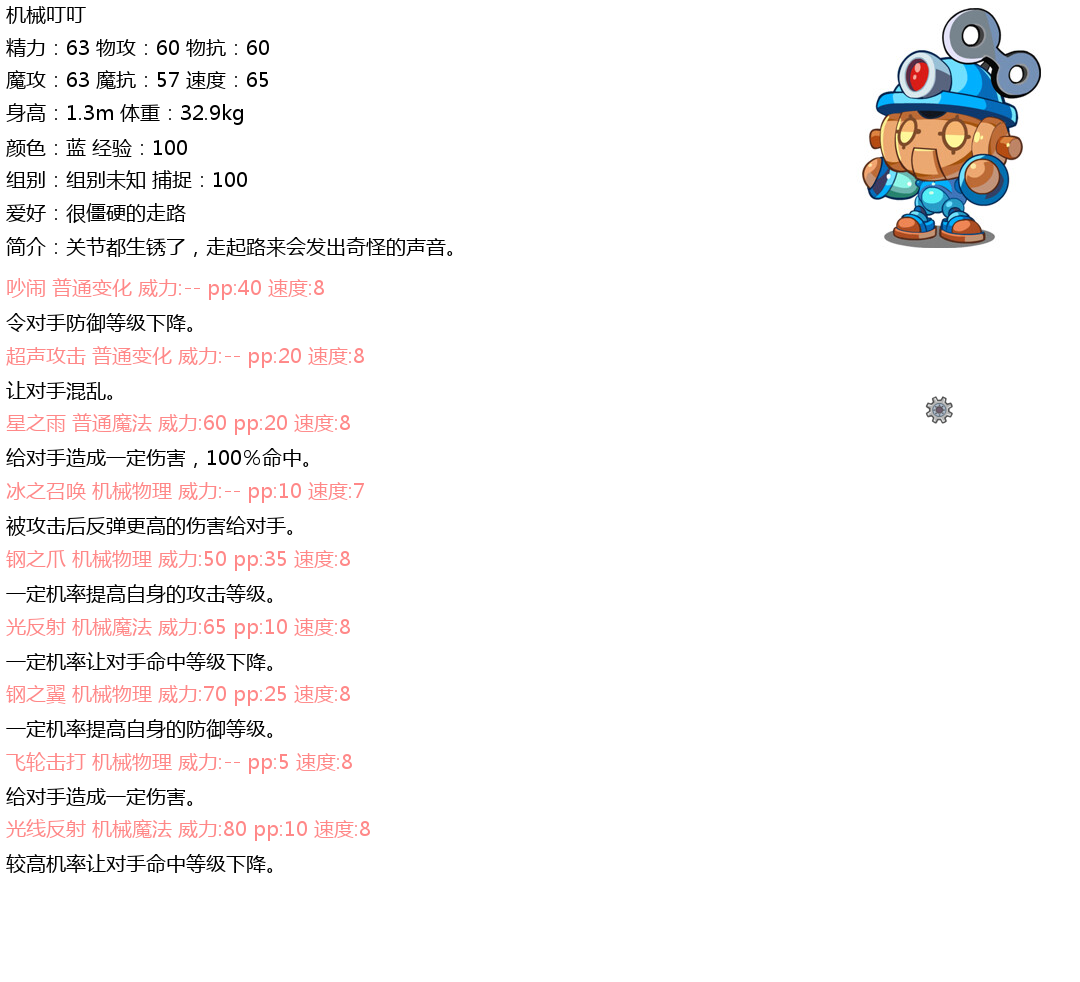 机械叮叮
精力：63 物攻：60 物抗：60
魔攻：63 魔抗：57 速度：65
身高：1.3m 体重：32.9kg
颜色：蓝 经验：100
组别：组别未知 捕捉：100
爱好：很僵硬的走路
简介：关节都生锈了，走起路来会发出奇怪的声音。
吵闹 普通变化 威力:-- pp:40 速度:8
令对手防御等级下降。
超声攻击 普通变化 威力:-- pp:20 速度:8
让对手混乱。
星之雨 普通魔法 威力:60 pp:20 速度:8
给对手造成一定伤害，100%命中。
冰之召唤 机械物理 威力:-- pp:10 速度:7
被攻击后反弹更高的伤害给对手。
钢之爪 机械物理 威力:50 pp:35 速度:8
一定机率提高自身的攻击等级。
光反射 机械魔法 威力:65 pp:10 速度:8
一定机率让对手命中等级下降。
钢之翼 机械物理 威力:70 pp:25 速度:8
一定机率提高自身的防御等级。
飞轮击打 机械物理 威力:-- pp:5 速度:8
给对手造成一定伤害。
光线反射 机械魔法 威力:80 pp:10 速度:8
较高机率让对手命中等级下降。